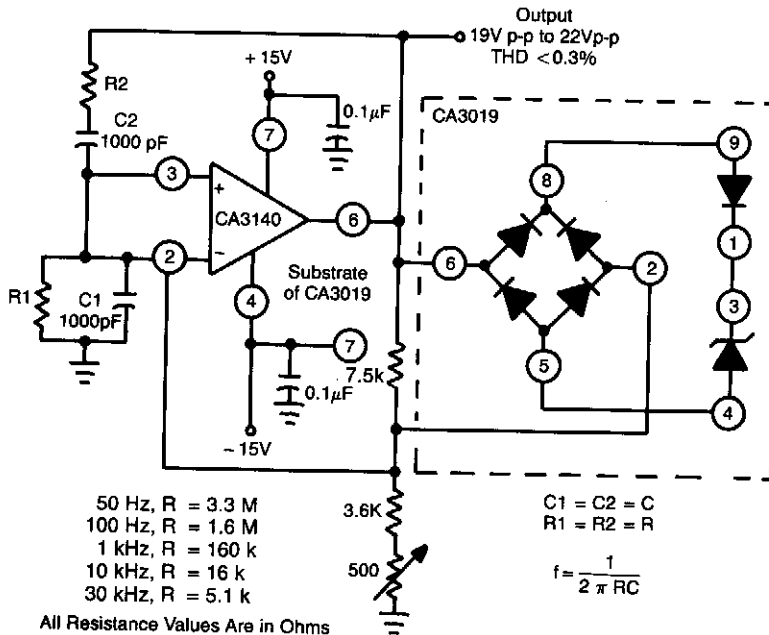 Output
19V p-p to 22Vp-p
THD <0.3%
+ 15V
R2
C2
1000 pF
0.1μF
CA3019
7
9
3
8
+
CA3140
6
1
−
2
6
2
Substrate
of CA3019
R1
C1
1000pF
4
3
7
5
7.5k
0.1μF
4
− 15V
50 Hz, R = 3.3 M
100 Hz, R = 1.6 M
1 kHz, R = 160 k
10 kHz, R = 16 k
30 kHz, R = 5.1 k
3.6K
500
C1 = C2 = C
R1 = R2 = R
f = 1
2 π RC
All Resistance Values Are in Ohms